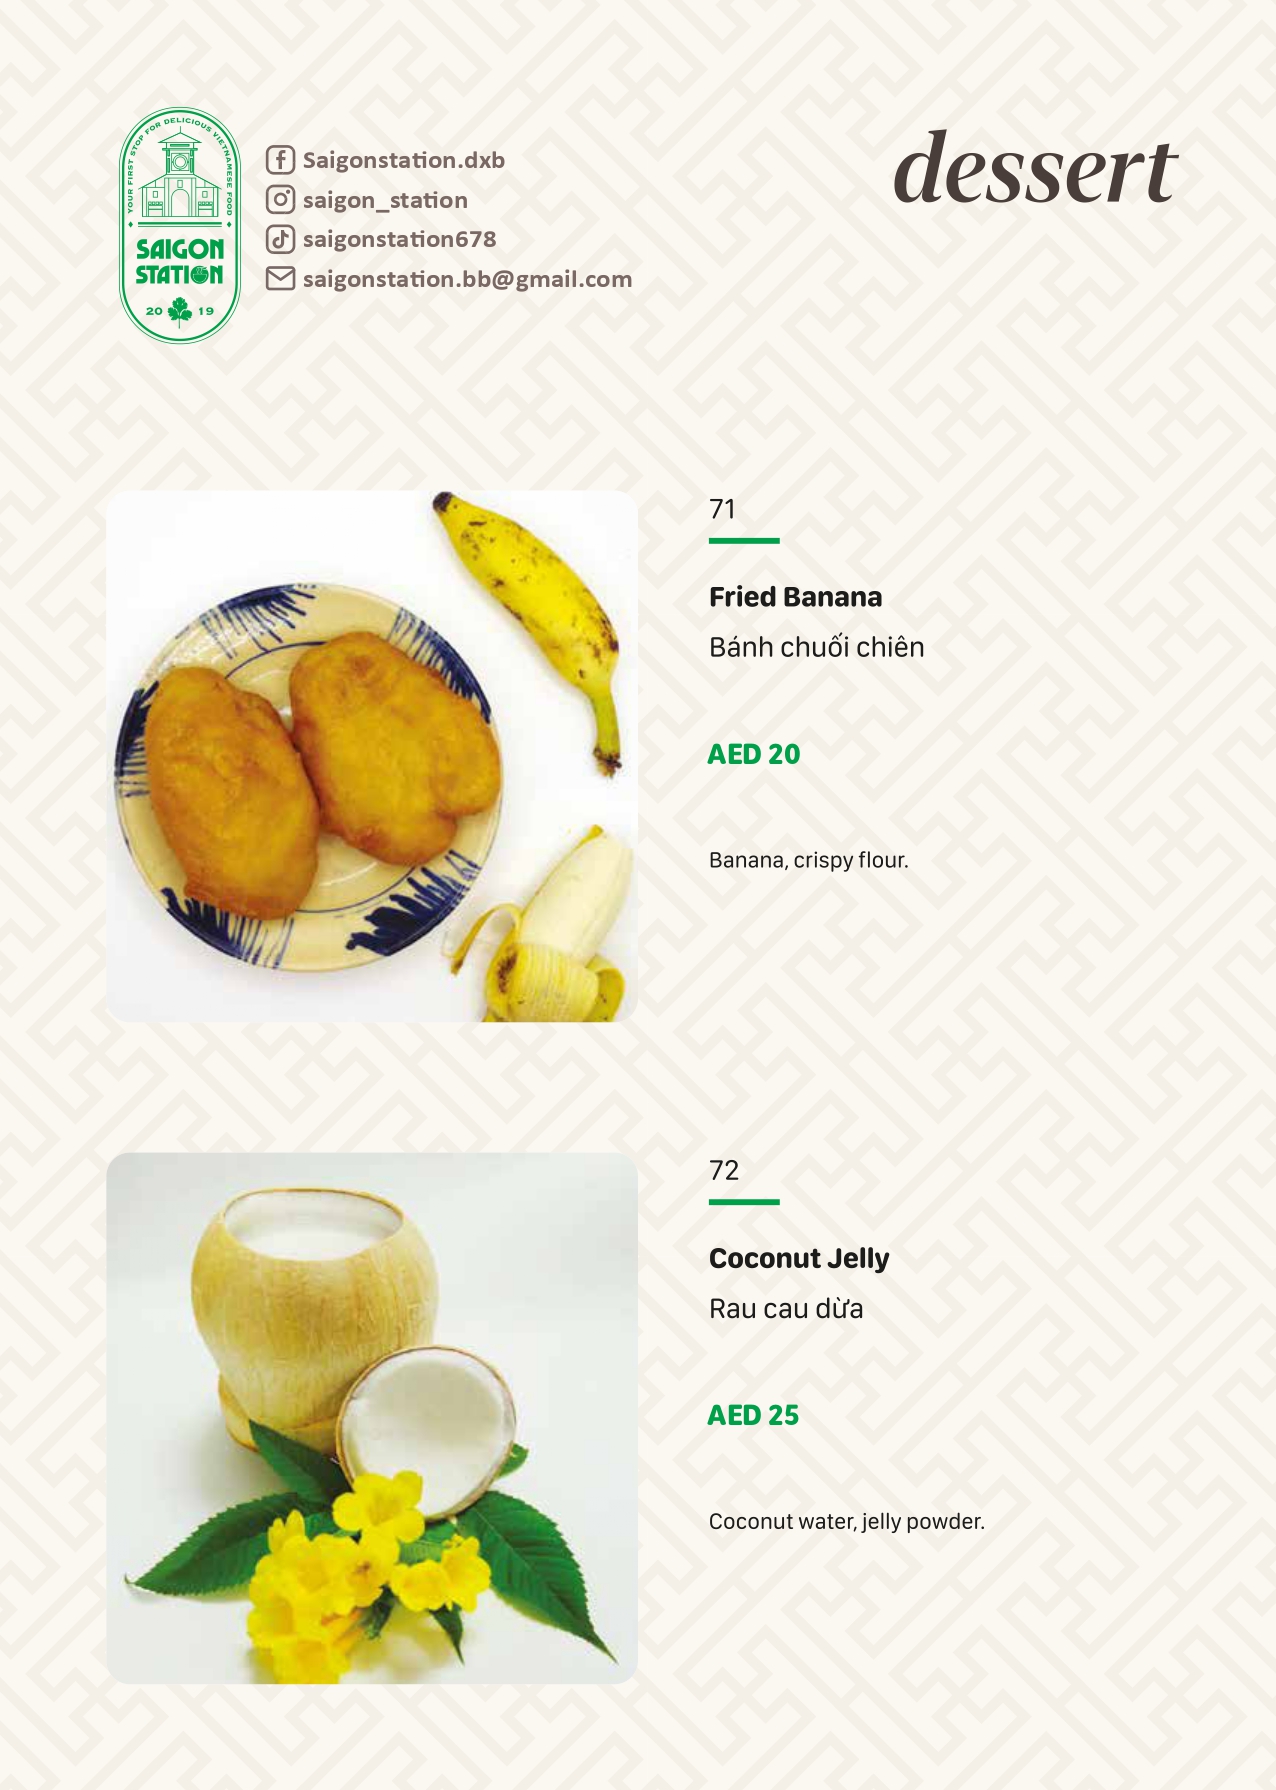 YOUR FIRST STOP FOR DELICIOUS VIETNAMESE FOOD
SAIGON
STATION
20 19
Saigonstation.dxb
saigon_station
saigonstation678
saigonstation.bb@gmail.com
dessert
71
Fried Banana
Bánh chuối chiên
AED 20
Banana, crispy flour.
72
Coconut Jelly
Rau cau dừa
AED 25
Coconut water, jelly powder.